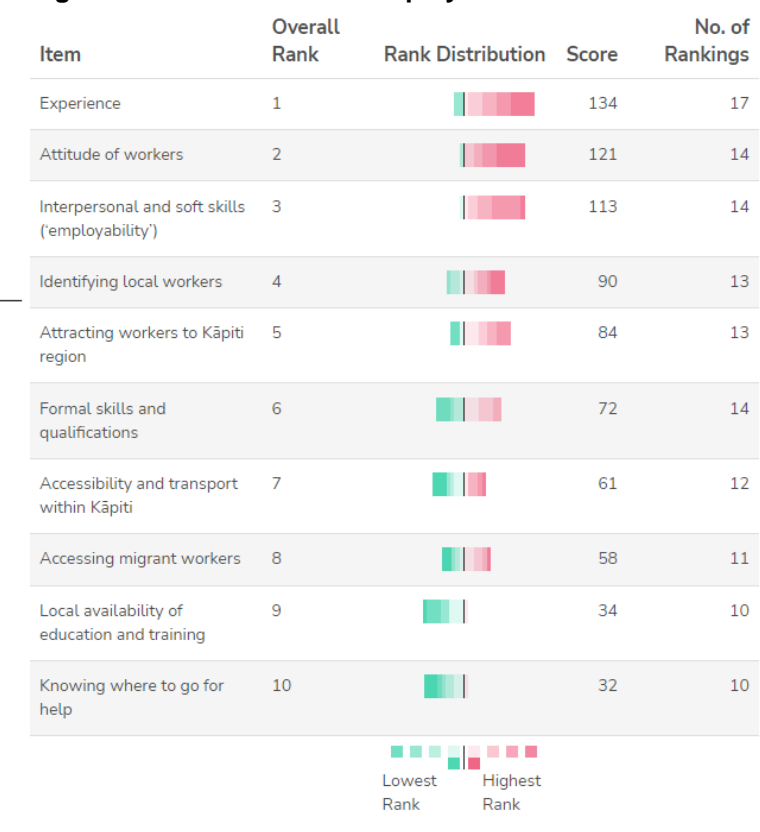 Overall
Rank
No. of
Rankings
Item
Rank Distribution
Score
Experience 1 134 17
Attitude of workers 2 121 14
Interpersonal and soft skills 3 113 14
(‘employability’)
Identifying local workers 4 90 13
Attracting workers to Kāpiti 5 84 13
region
Formal skills and 6 72 14
qualifications
Accessibility and transport 7 61 12
within Kāpiti
Accessing migrant workers 8 58 11
Local availability of 9 34 10
education and training
Knowing where to go for 10 32 10
help
Lowest Highest
Rank Rank